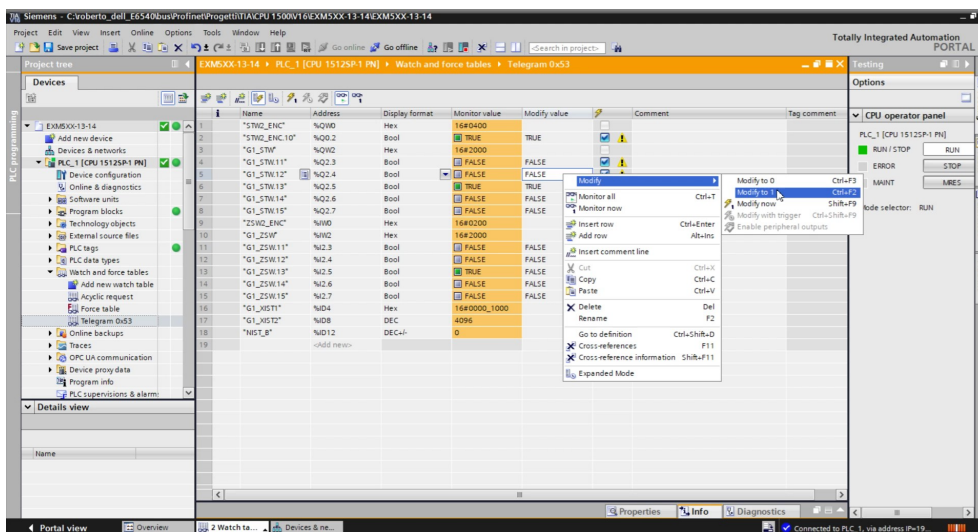 Siemens - C:\roberto_dell_E6540\bus\Profinet\Progetti\TIA\CPU 1500\V16\EXM5XX-13-14\EXM5XX-13-14
Project Edit View Insert Online Options Tools Window Help
Totally Integrated Automation
PORTAL
Save project
Go online
Go offline
<Search in project>
Project tree
EXM5XX-13-14 PLC_1 [CPU 1512SP-1 PN] Watch and force tables Telegram 0x53
Testing
Devices
Options
PLC programming
EXM5XX-13-14
Add new device
Devices & networks
PLC_1 [CPU 1512SP-1 PN]
Device configuration
Online & diagnostics
Software units
Program blocks
Technology objects
External source files
PLC tags
PLC data types
Watch and force tables
Add new watch table
Acyclic request
Force table
Telegram 0x53
Online backups
Traces
OPC UA communication
Device proxy data
Program info
PLC supervisions & alarms
Details view
Name
i Name Address Display format Monitor value Modify value Comment Tag comment
1 "STW2_ENC" %QW0 Hex 16#0400
2 "STW2_ENC.10" %Q0.2 Bool TRUE TRUE
3 "G1_STW" %QW2 Hex 16#2000
4 "G1_STW.11" %Q2.3 Bool FALSE FALSE
5 "G1_STW.12" %Q2.4 Bool FALSE FALSE
6 "G1_STW.13" %Q2.5 Bool TRUE TRUE
7 "G1_STW.14" %Q2.6 Bool FALSE FALSE
8 "G1_STW.15" %Q2.7 Bool FALSE FALSE
9 "ZSW2_ENC" %IW0 Hex 16#0200
10 "G1_ZSW" %IW2 Hex 16#2000
11 "G1_ZSW.11" %I2.3 Bool FALSE FALSE
12 "G1_ZSW.12" %I2.4 Bool FALSE FALSE
13 "G1_ZSW.13" %I2.5 Bool TRUE FALSE
14 "G1_ZSW.14" %I2.6 Bool FALSE FALSE
15 "G1_ZSW.15" %I2.7 Bool FALSE FALSE
16 "G1_XIST1" %ID4 Hex 16#0000_1000
17 "G1_XIST2" %ID8 DEC 4096
18 "NIST_B" %ID12 DEC+/- 0
19 <Add new>
Modify
Monitor all Ctrl+T
Monitor now
Insert row Ctrl+Enter
Add row Alt+Ins
Insert comment line
Cut Ctrl+X
Copy Ctrl+C
Paste Ctrl+V
Delete Del
Rename F2
Go to definition Ctrl+Shift+D
Cross-references F11
Cross-reference information Shift+F11
Expanded Mode
Modify to 0 Ctrl+F3
Modify to 1 Ctrl+F2
Modify now Shift+F9
Modify with trigger Ctrl+Shift+F9
Enable peripheral outputs
CPU operator panel
PLC_1 [CPU 1512SP-1 PN]
RUN / STOP RUN
ERROR STOP
MAINT MRES
Mode selector: RUN
Properties Info Diagnostics
Portal view Overview 2 Watch ta... Devices & ne...
Connected to PLC_1, via address IP=19...